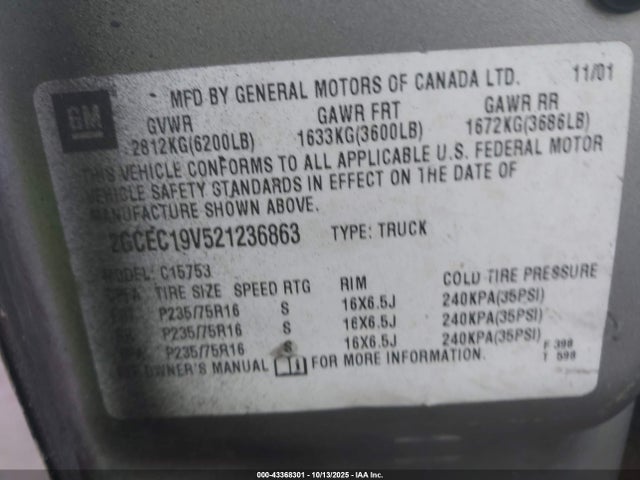 GM
MFD BY GENERAL MOTORS OF CANADA LTD. 11/01
GVWR GAWR FRT GAWR RR
2812KG(6200LB) 1633KG(3600LB) 1672KG(3686LB)
THIS VEHICLE CONFORMS TO ALL APPLICABLE U.S. FEDERAL MOTOR
VEHICLE SAFETY STANDARDS IN EFFECT ON THE DATE OF
MANUFACTURE SHOWN ABOVE.
2GCEC19V521236863 TYPE: TRUCK
MODEL: C15753
TIRE SIZE SPEED RTG RIM COLD TIRE PRESSURE
P235/75R16 S 16X6.5J 240KPA(35PSI)
P235/75R16 S 16X6.5J 240KPA(35PSI)
P235/75R16 S 16X6.5J 240KPA(35PSI)
SEE OWNER'S MANUAL FOR MORE INFORMATION.
F 398
T 599
000-43368301 - 10/13/2025 - IAA Inc.